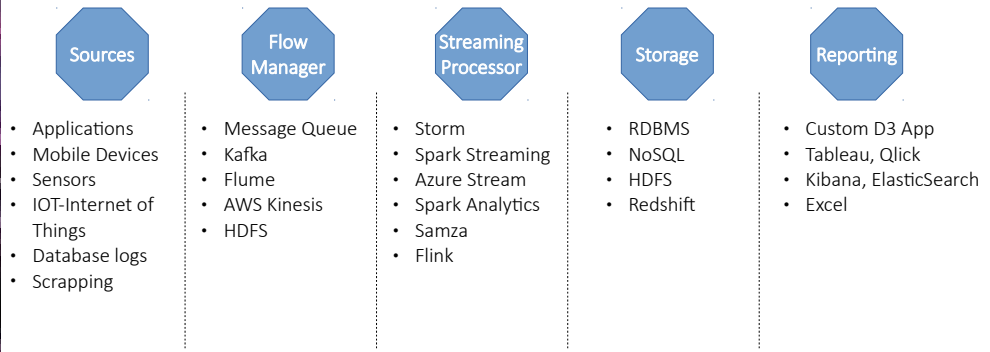 Sources
• Applications
• Mobile Devices
• Sensors
• IOT-Internet of
Things
• Database logs
• Scrapping
Flow
Manager
• Message Queue
• Kafka
• Flume
• AWS Kinesis
• HDFS
Streaming
Processor
• Storm
• Spark Streaming
• Azure Stream
• Spark Analytics
• Samza
• Flink
Storage
• RDBMS
• NoSQL
• HDFS
• Redshift
Reporting
• Custom D3 App
• Tableau, Qlick
• Kibana, ElasticSearch
• Excel